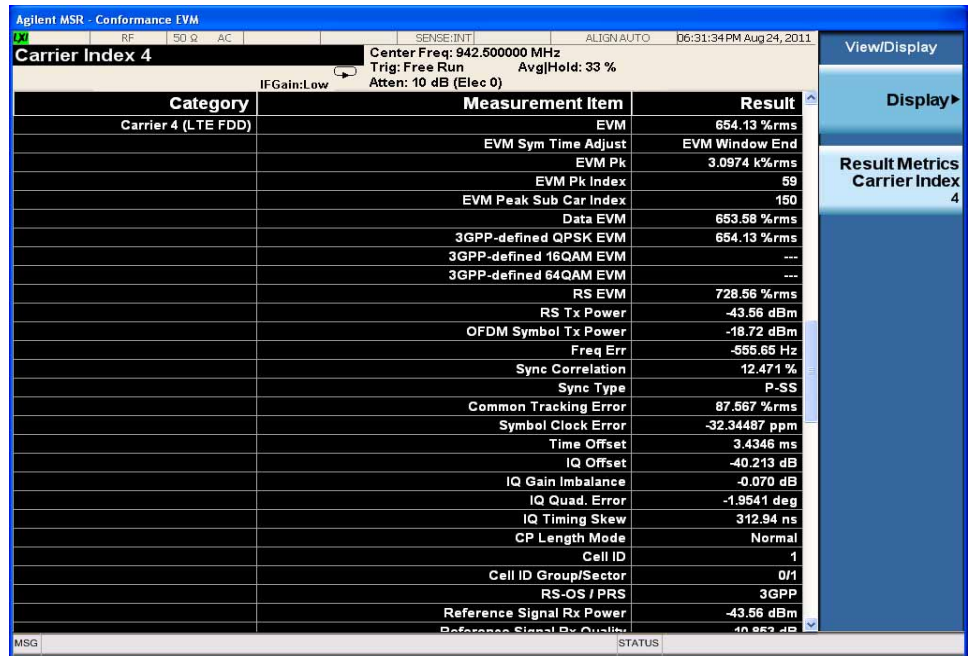 Agilent MSR - Conformance EVM
LXI RF 50 Ω AC SENSE:INT ALIGN AUTO 06:31:34 PM Aug 24, 2011
Carrier Index 4
Center Freq: 942.500000 MHz
Trig: Free Run Avg|Hold: 33 %
IFGain:Low Atten: 10 dB (Elec 0)
View/Display
Display▶
Result Metrics
Carrier Index
4
Category Measurement Item Result
Carrier 4 (LTE FDD) EVM 654.13 %rms
EVM Sym Time Adjust EVM Window End
EVM Pk 3.0974 k%rms
EVM Pk Index 59
EVM Peak Sub Car Index 150
Data EVM 653.58 %rms
3GPP-defined QPSK EVM 654.13 %rms
3GPP-defined 16QAM EVM ---
3GPP-defined 64QAM EVM ---
RS EVM 728.56 %rms
RS Tx Power -43.56 dBm
OFDM Symbol Tx Power -18.72 dBm
Freq Err -555.65 Hz
Sync Correlation 12.471 %
Sync Type P-SS
Common Tracking Error 87.567 %rms
Symbol Clock Error -32.34487 ppm
Time Offset 3.4346 ms
IQ Offset -40.213 dB
IQ Gain Imbalance -0.070 dB
IQ Quad. Error -1.9541 deg
IQ Timing Skew 312.94 ns
CP Length Mode Normal
Cell ID 1
Cell ID Group/Sector 0/1
RS-OS / PRS 3GPP
Reference Signal Rx Power -43.56 dBm
Reference Signal Rx Quality
MSG STATUS